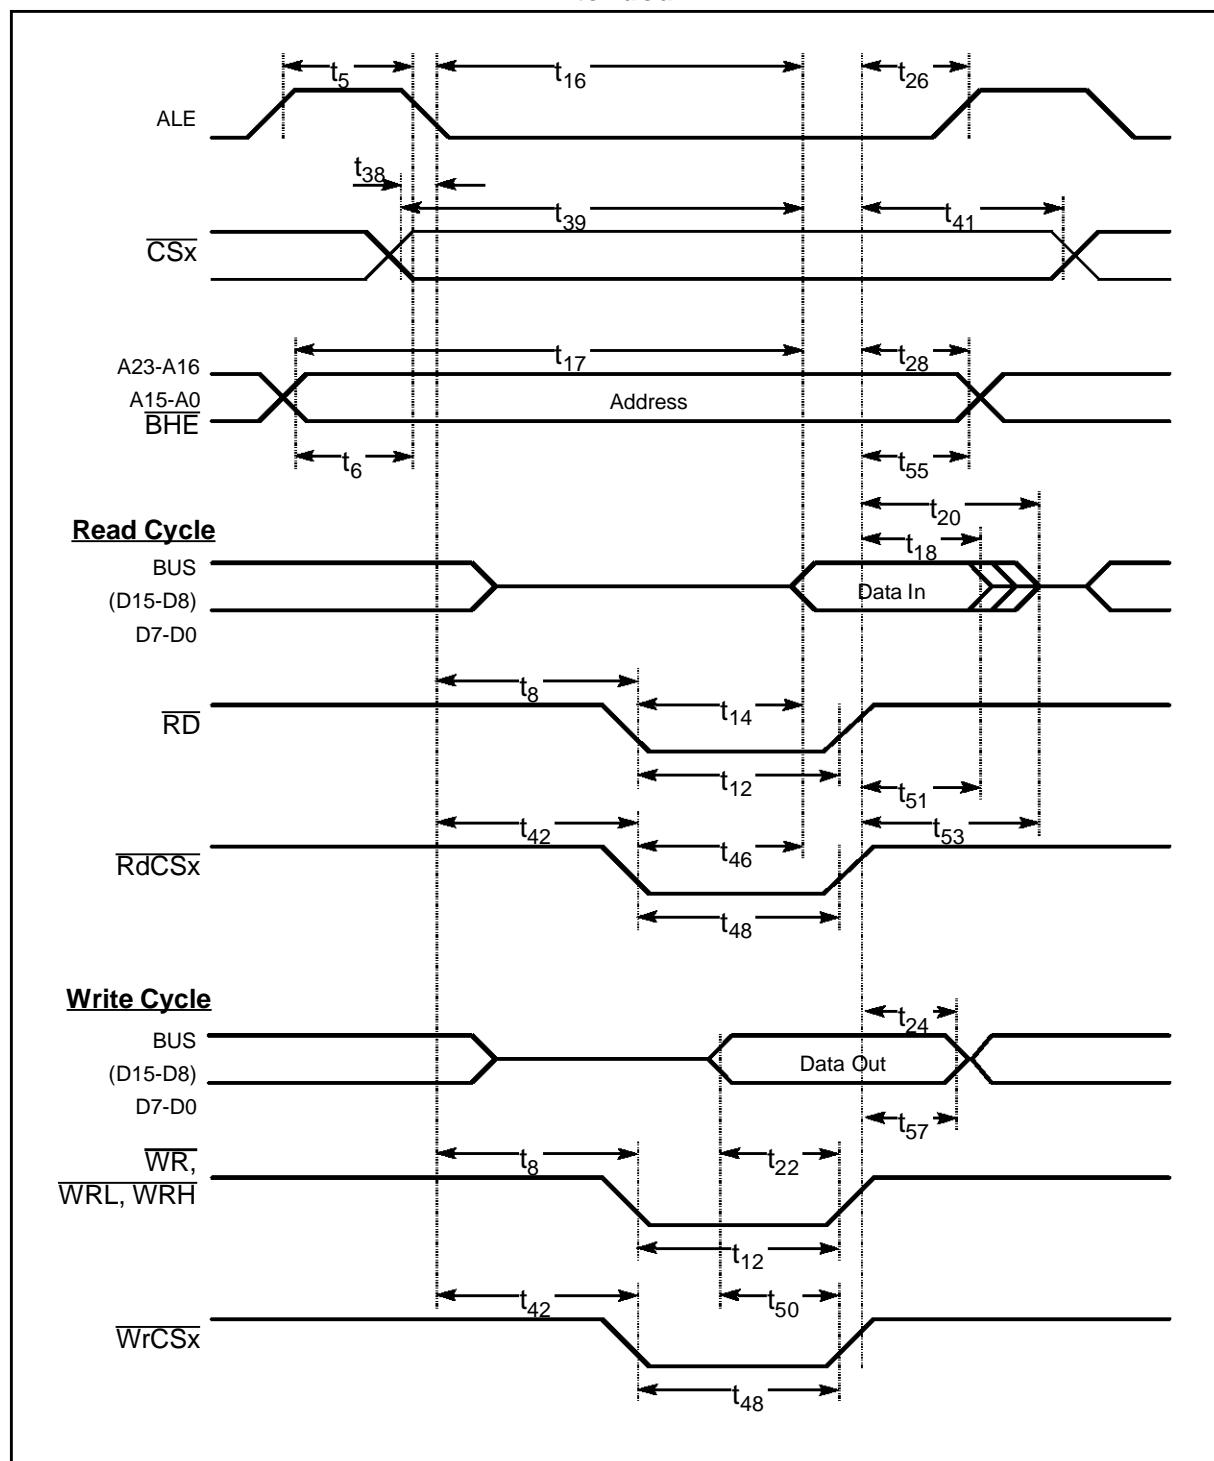 t5 t16 t26
ALE
t38
t39 t41
CSx
t17 t28
A23-A16
A15-A0
BHE
Address
t6 t55
t20
Read Cycle
t18
BUS
(D15-D8)
D7-D0
Data In
t8
t14
RD
t12
t51
t42
t46
t53
RdCSx
t48
Write Cycle
t24
BUS
(D15-D8)
D7-D0
Data Out
t57
t8 t22
WR,
WRL, WRH
t12
t42 t50
WrCSx
t48